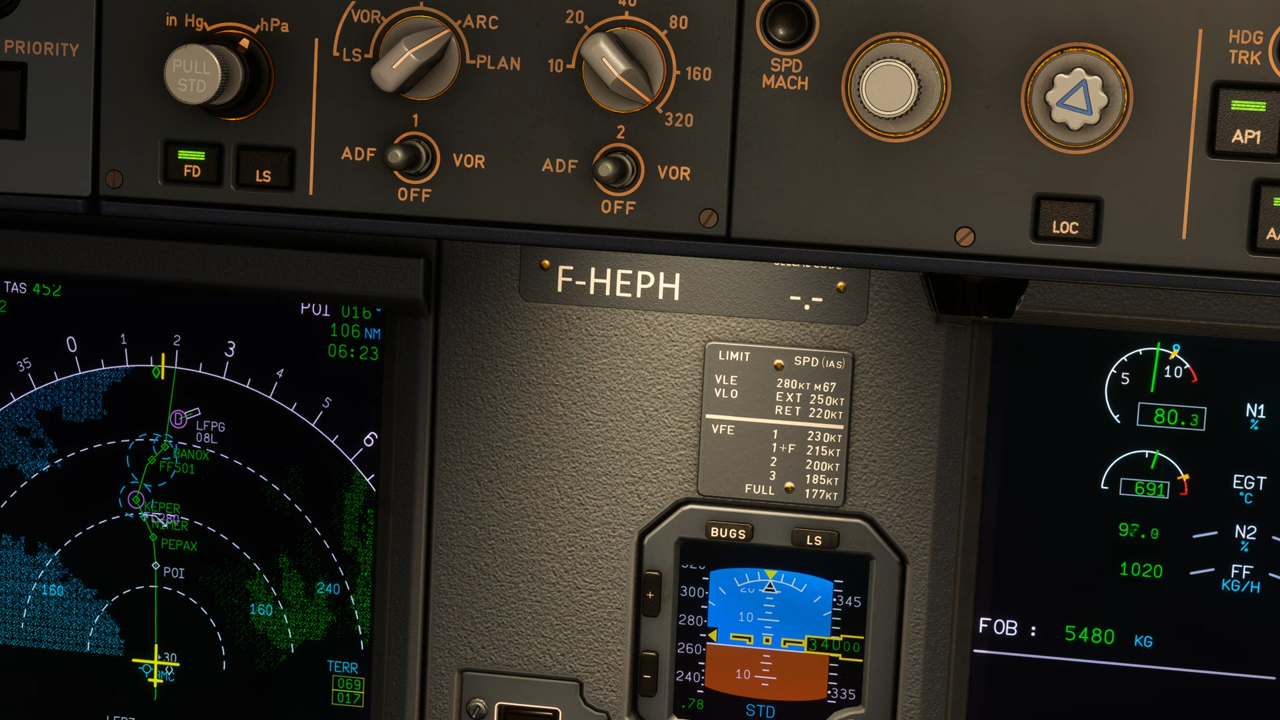 PRIORITY
in Hg
hPa
PULL
STD
VOR
ARC
LS
PLAN
10
20
40
80
160
320
SPD
MACH
HDG
TRK
AP1
FD
LS
1
ADF
VOR
OFF
2
ADF
VOR
OFF
LOC
F-HEPH
-.-
TAS 452
POI 016°
106 NM
06:23
35
0
1
2
3
4
5
6
LFPG
08L
BANOX
FF501
KEPER
PEPAX
POI
160
160
240
TERR
069
017
LIMIT SPD (IAS)
VLE 280KT M67
VLO EXT 250KT
RET 220KT
VFE 1 230KT
1+F 215KT
2 200KT
3 185KT
FULL 177KT
BUGS
LS
+
-
300
280
260
240
20
10
10
345
34000
335
.78
STD
5
10
80.3
N1
%
691
EGT
°C
N2
%
1020
FF
KG/H
FOB : 5480 KG